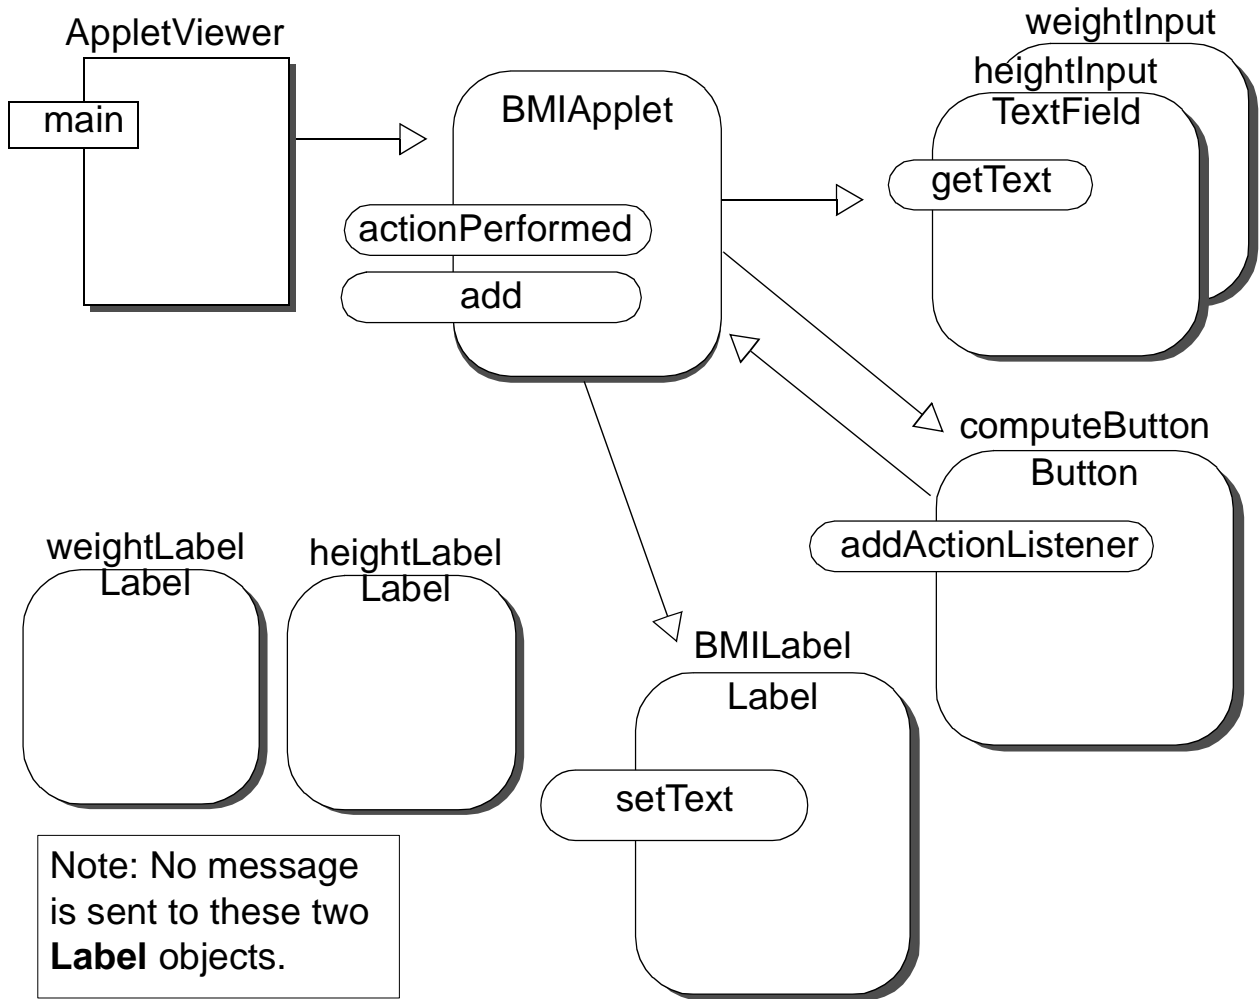 AppletViewer
main
BMIApplet
actionPerformed
add
weightInput
heightInput
TextField
getText
computeButton
Button
addActionListener
weightLabel
Label
heightLabel
Label
BMILabel
Label
setText
Note: No message
is sent to these two
Label objects.